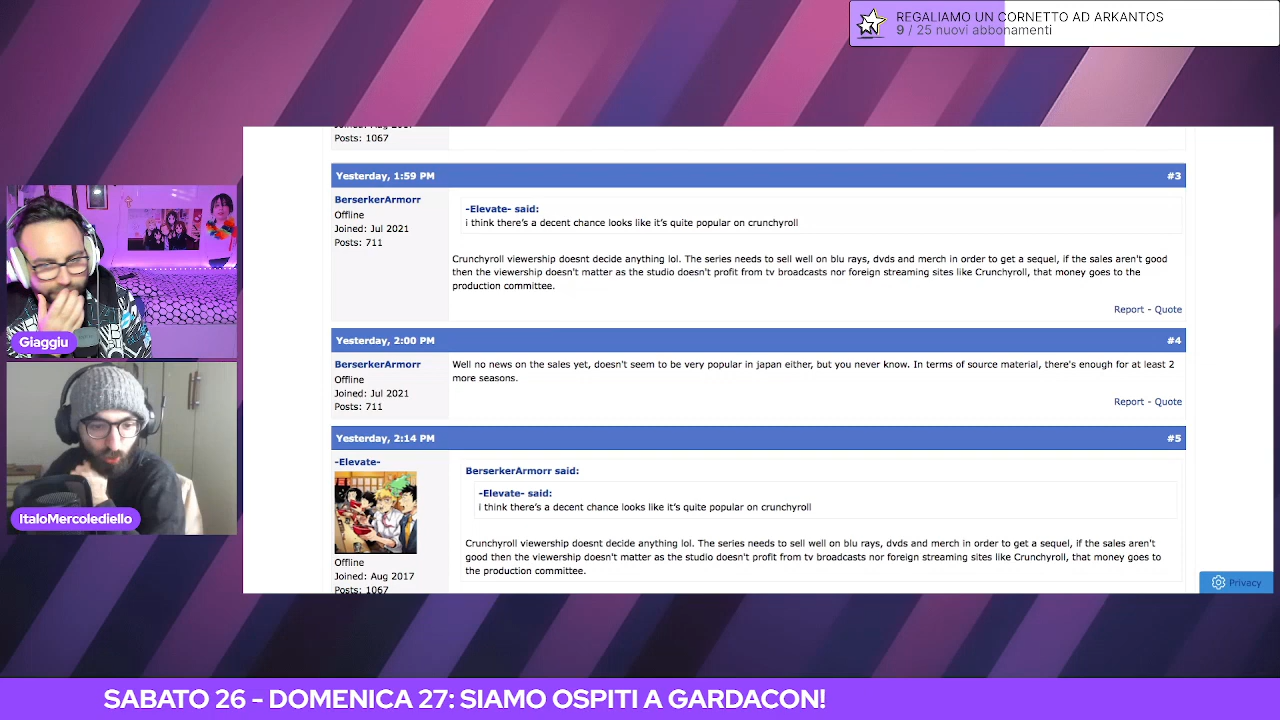 REGALIAMO UN CORNETTO AD ARKANTOS
9 / 25 nuovi abbonamenti
Posts: 1067
Yesterday, 1:59 PM #3
BerserkerArmorr
Offline
Joined: Jul 2021
Posts: 711
-Elevate- said:
i think there's a decent chance looks like it's quite popular on crunchyroll
Crunchyroll viewership doesnt decide anything lol. The series needs to sell well on blu rays, dvds and merch in order to get a sequel, if the sales aren't good
then the viewership doesn't matter as the studio doesn't profit from tv broadcasts nor foreign streaming sites like Crunchyroll, that money goes to the
production committee.
Report - Quote
Yesterday, 2:00 PM #4
BerserkerArmorr
Offline
Joined: Jul 2021
Posts: 711
Well no news on the sales yet, doesn't seem to be very popular in japan either, but you never know. In terms of source material, there's enough for at least 2
more seasons.
Report - Quote
Yesterday, 2:14 PM #5
-Elevate-
Offline
Joined: Aug 2017
Posts: 1067
BerserkerArmorr said:
-Elevate- said:
i think there's a decent chance looks like it's quite popular on crunchyroll
Crunchyroll viewership doesnt decide anything lol. The series needs to sell well on blu rays, dvds and merch in order to get a sequel, if the sales aren't
good then the viewership doesn't matter as the studio doesn't profit from tv broadcasts nor foreign streaming sites like Crunchyroll, that money goes to
the production committee.
Privacy
Giaggiu
ItaloMercolediello
SABATO 26 - DOMENICA 27: SIAMO OSPITI A GARDACON!